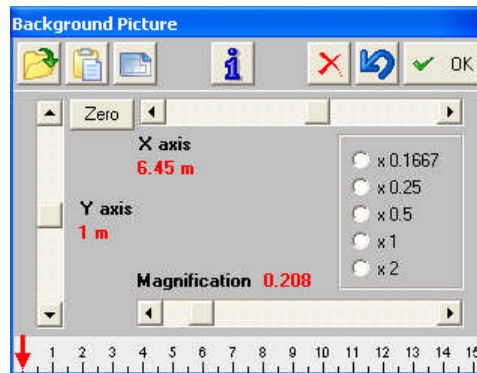 Background Picture
OK
Zero
X axis
6.45 m
x 0.1667
x 0.25
Y axis
x 0.5
1 m
x 1
x 2
Magnification 0.208
1 2 3 4 5 6 7 8 9 10 11 12 13 14 15